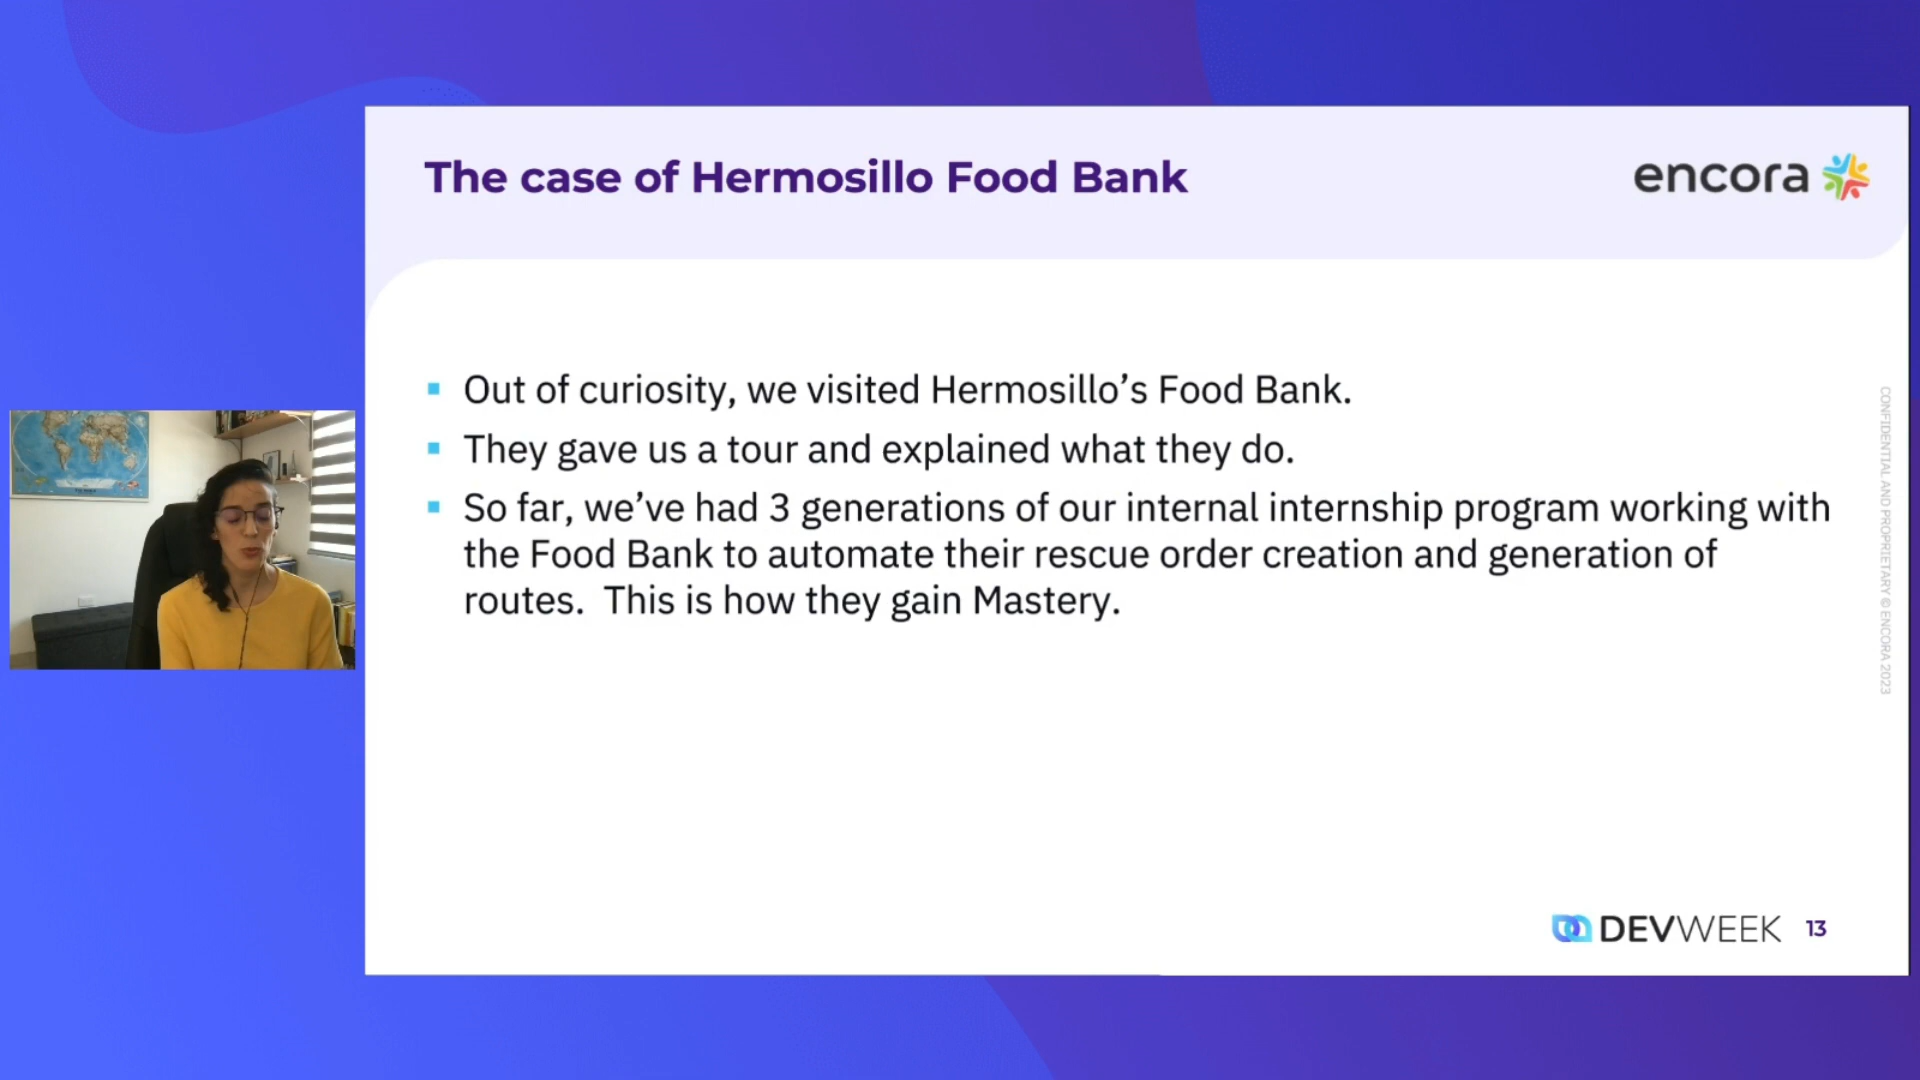 The case of Hermosillo Food Bank
encora
▪ Out of curiosity, we visited Hermosillo’s Food Bank.
▪ They gave us a tour and explained what they do.
▪ So far, we’ve had 3 generations of our internal internship program working with
the Food Bank to automate their rescue order creation and generation of
routes.  This is how they gain Mastery.
CONFIDENTIAL AND PROPRIETARY © ENCORA 2023
DEVWEEK 13